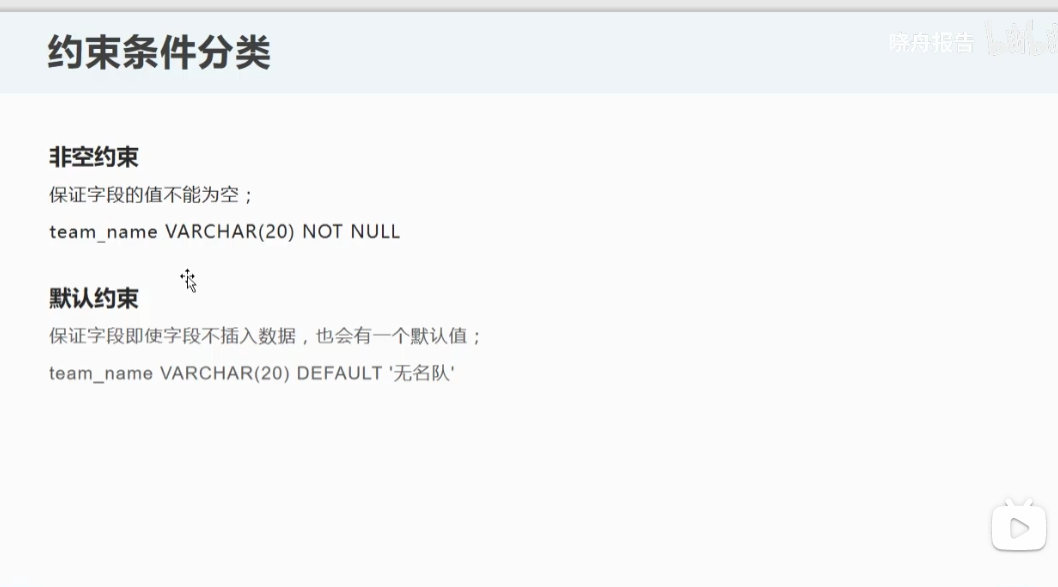 约束条件分类
晓舟报告 bilibili
非空约束
保证字段的值不能为空；
team_name VARCHAR(20) NOT NULL
默认约束
保证字段即使字段不插入数据，也会有一个默认值；
team_name VARCHAR(20) DEFAULT '无名队'